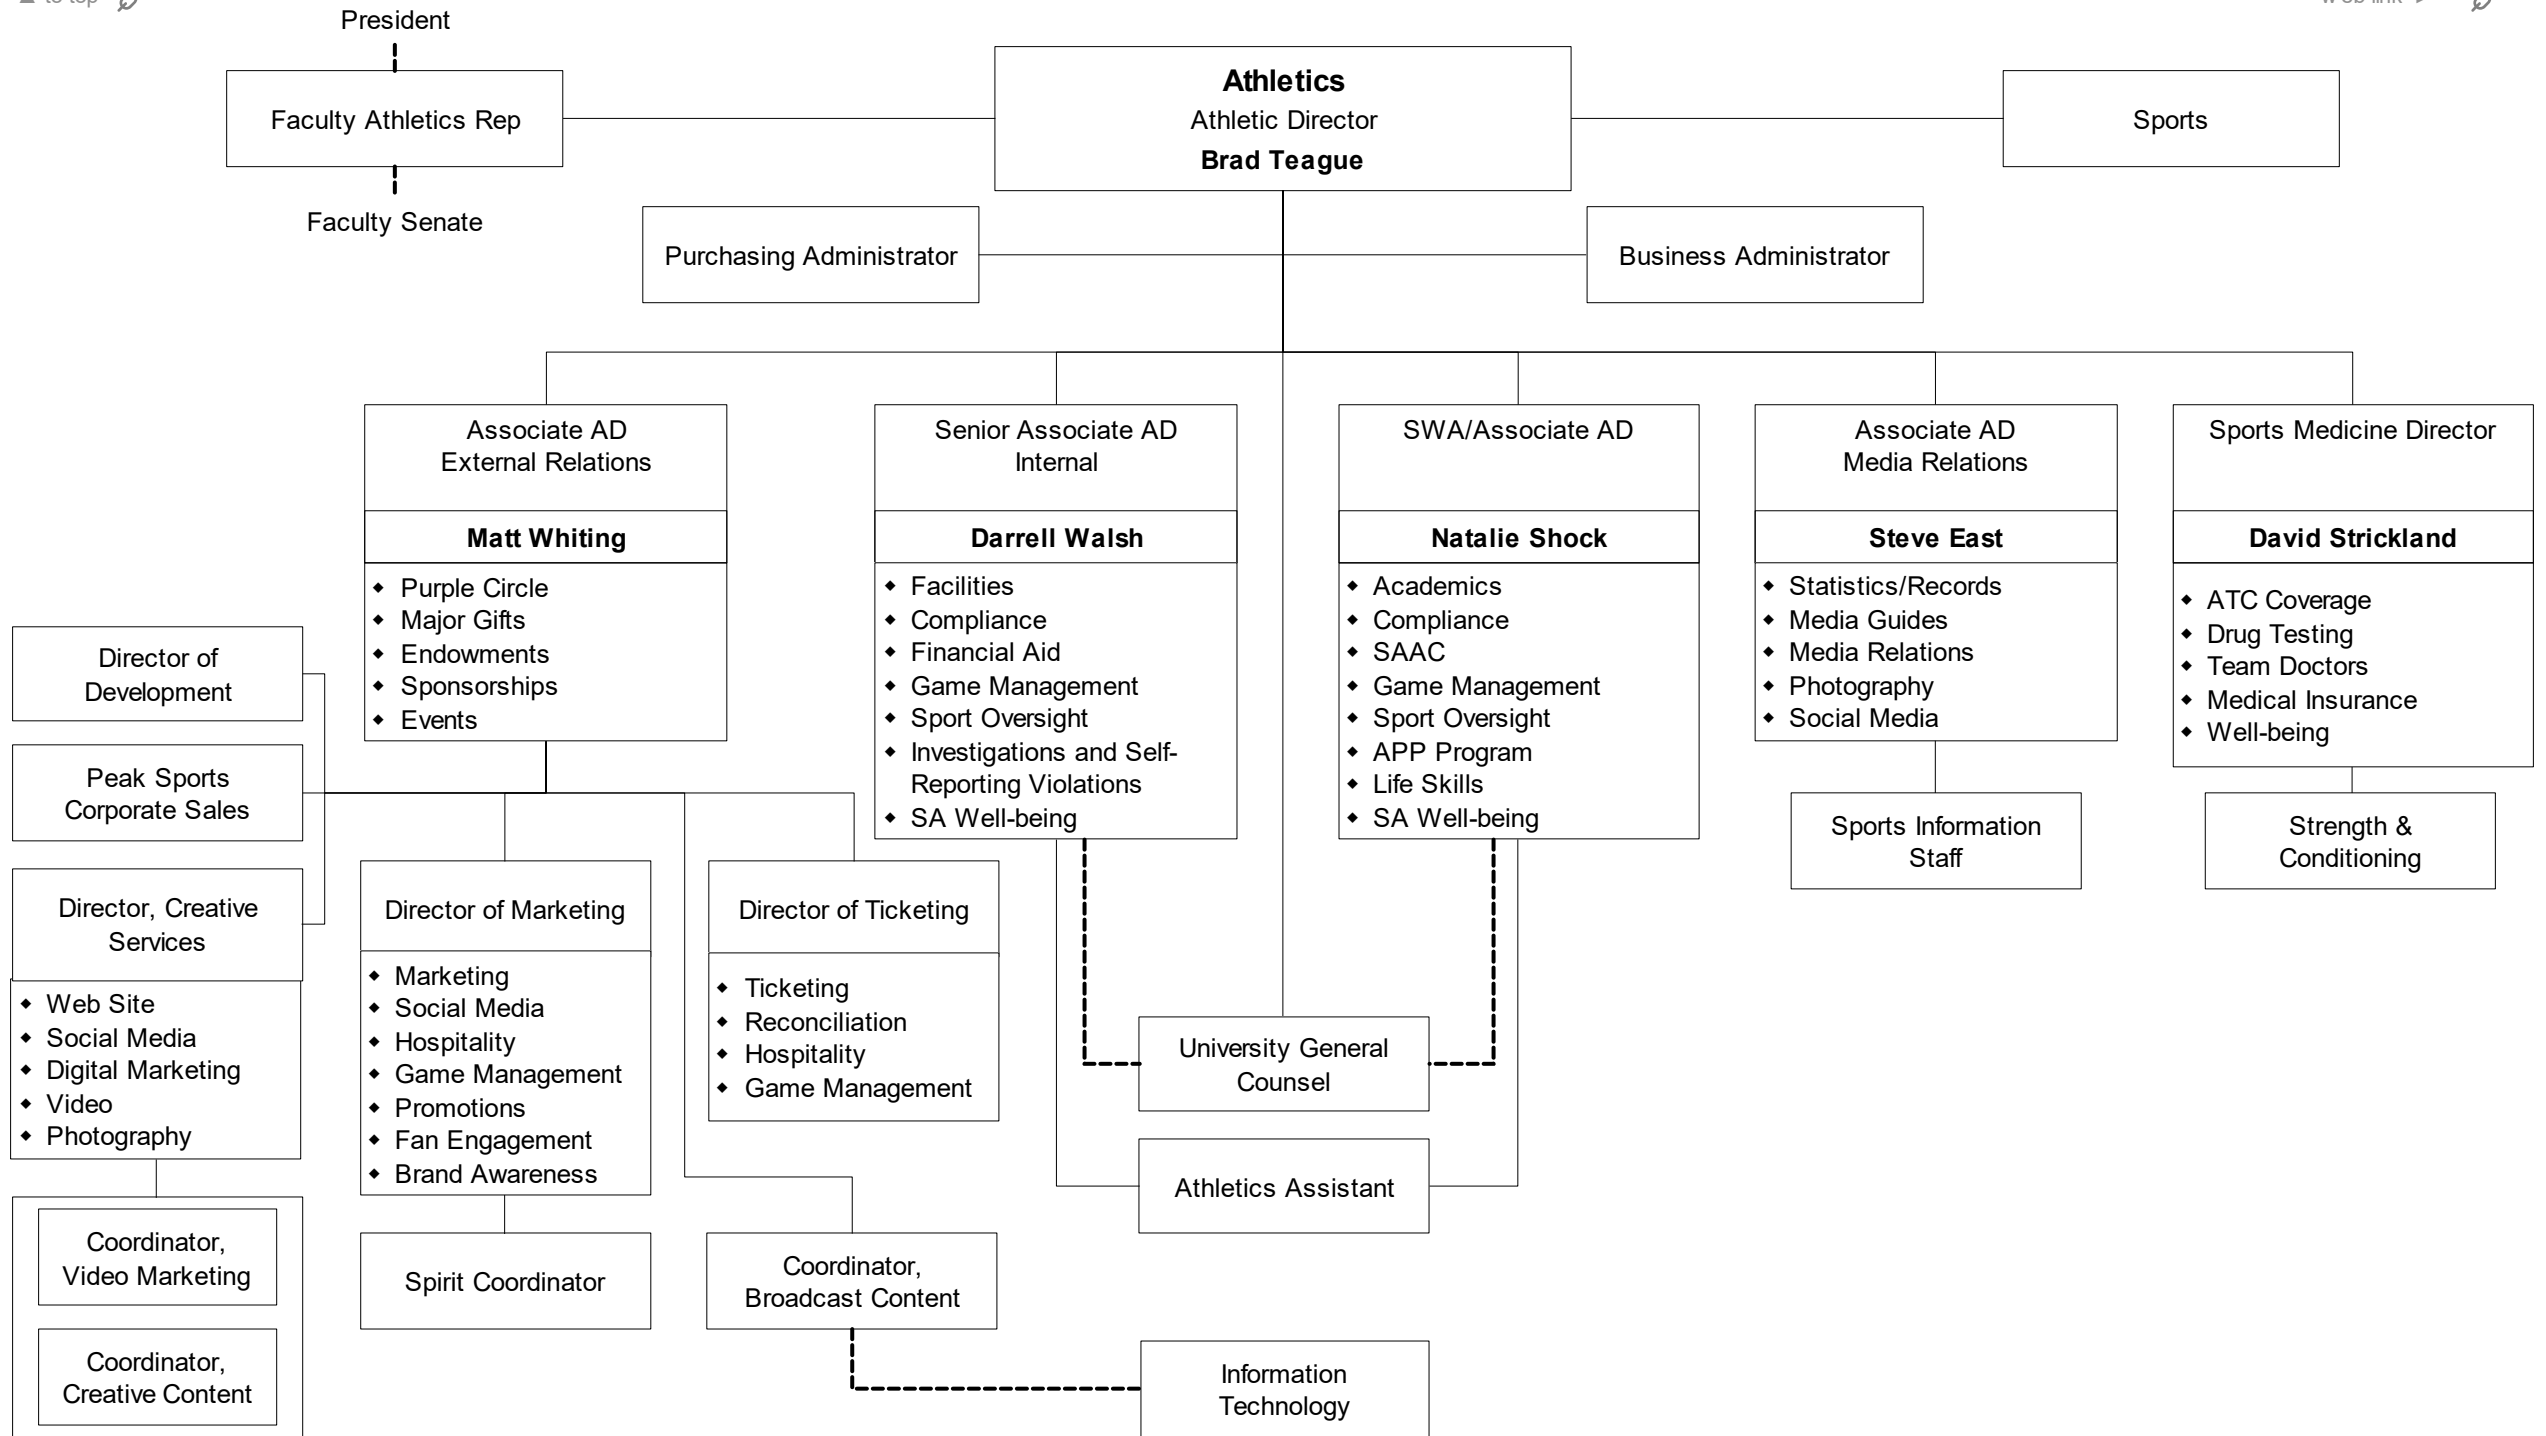 President
Faculty Athletics Rep
Faculty Senate
Athletics
Athletic Director
Brad Teague
Sports
Purchasing Administrator
Business Administrator
Associate AD
External Relations
Matt Whiting
Purple Circle
Major Gifts
Endowments
Sponsorships
Events
Senior Associate AD
Internal
Darrell Walsh
Facilities
Compliance
Financial Aid
Game Management
Sport Oversight
Investigations and Self-
Reporting Violations
SA Well-being
SWA/Associate AD
Natalie Shock
Academics
Compliance
SAAC
Game Management
Sport Oversight
APP Program
Life Skills
SA Well-being
Associate AD
Media Relations
Steve East
Statistics/Records
Media Guides
Media Relations
Photography
Social Media
Sports Medicine Director
David Strickland
ATC Coverage
Drug Testing
Team Doctors
Medical Insurance
Well-being
Director of
Development
Peak Sports
Corporate Sales
Director, Creative
Services
Web Site
Social Media
Digital Marketing
Video
Photography
Coordinator,
Video Marketing
Coordinator,
Creative Content
Director of Marketing
Marketing
Social Media
Hospitality
Game Management
Promotions
Fan Engagement
Brand Awareness
Spirit Coordinator
Director of Ticketing
Ticketing
Reconciliation
Hospitality
Game Management
Coordinator,
Broadcast Content
University General
Counsel
Athletics Assistant
Information
Technology
Sports Information
Staff
Strength &
Conditioning